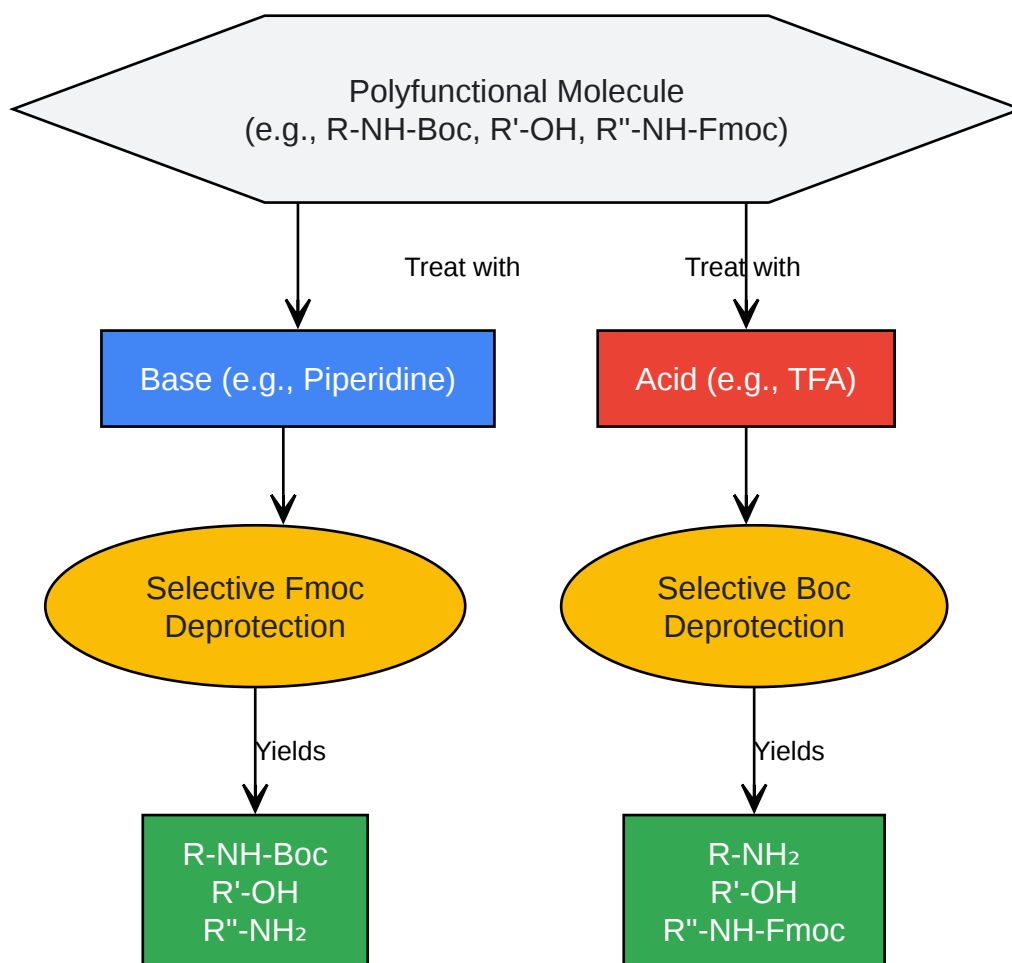 Polyfunctional Molecule
(e.g., R-NH-Boc, R'-OH, R''-NH-Fmoc)
Treat with
Treat with
Base (e.g., Piperidine)
Acid (e.g., TFA)
Selective Fmoc
Deprotection
Selective Boc
Deprotection
Yields
Yields
R-NH-Boc
R'-OH
R''-NH₂
R-NH₂
R'-OH
R''-NH-Fmoc